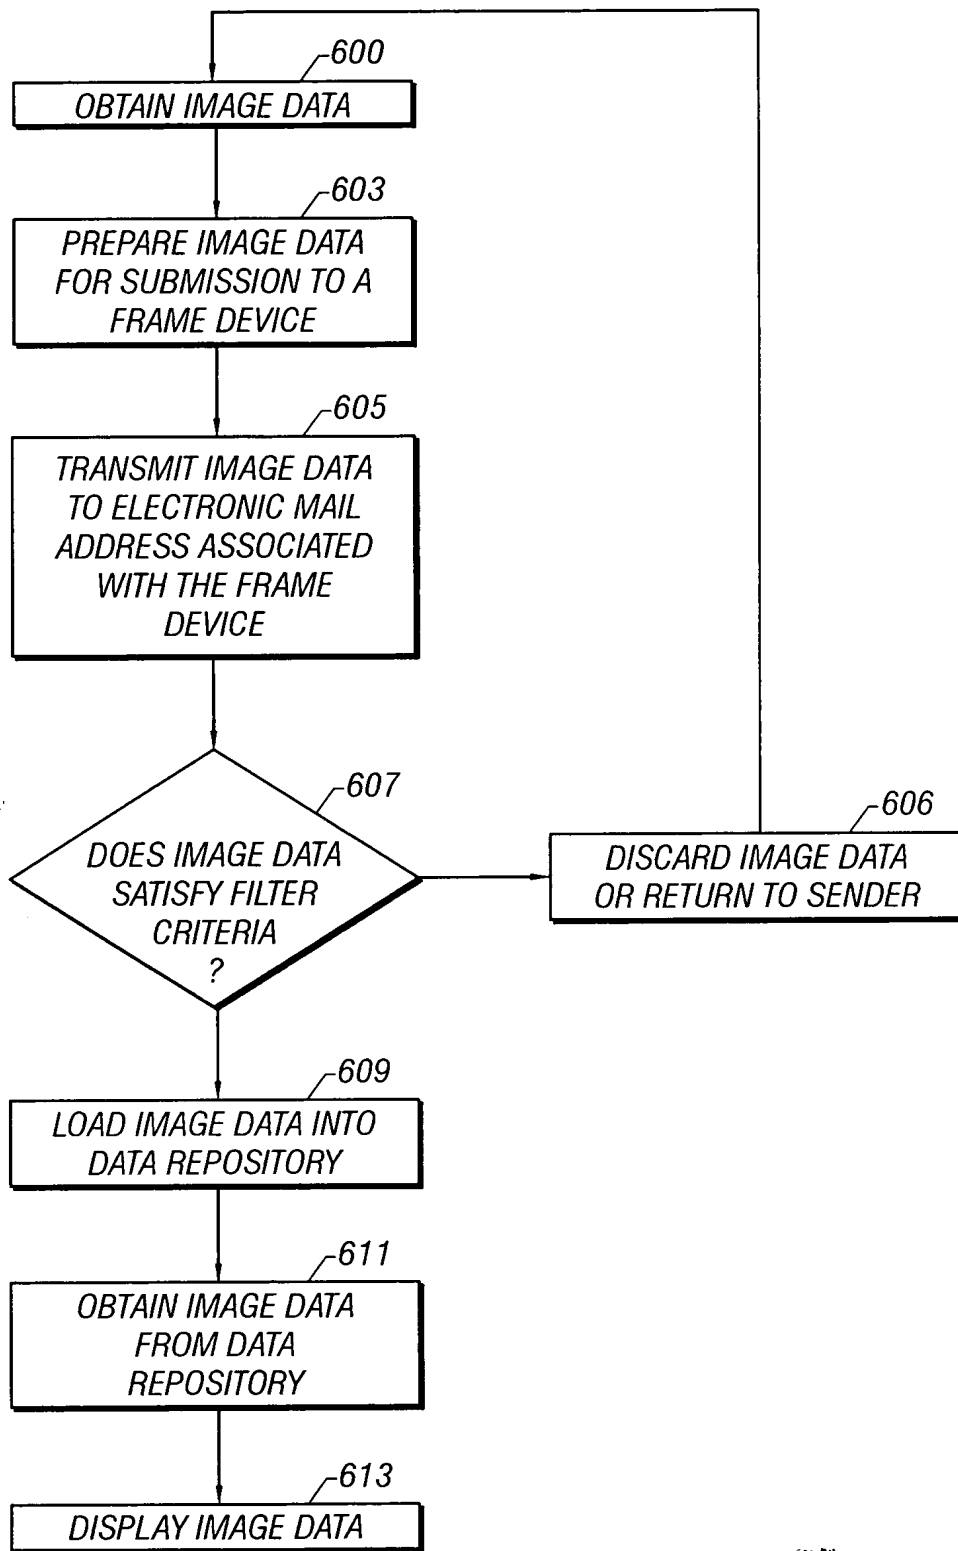 600
OBTAIN IMAGE DATA
603
PREPARE IMAGE DATA
FOR SUBMISSION TO A
FRAME DEVICE
605
TRANSMIT IMAGE DATA
TO ELECTRONIC MAIL
ADDRESS ASSOCIATED
WITH THE FRAME
DEVICE
607
DOES IMAGE DATA
SATISFY FILTER
CRITERIA
?
606
DISCARD IMAGE DATA
OR RETURN TO SENDER
609
LOAD IMAGE DATA INTO
DATA REPOSITORY
611
OBTAIN IMAGE DATA
FROM DATA
REPOSITORY
613
DISPLAY IMAGE DATA